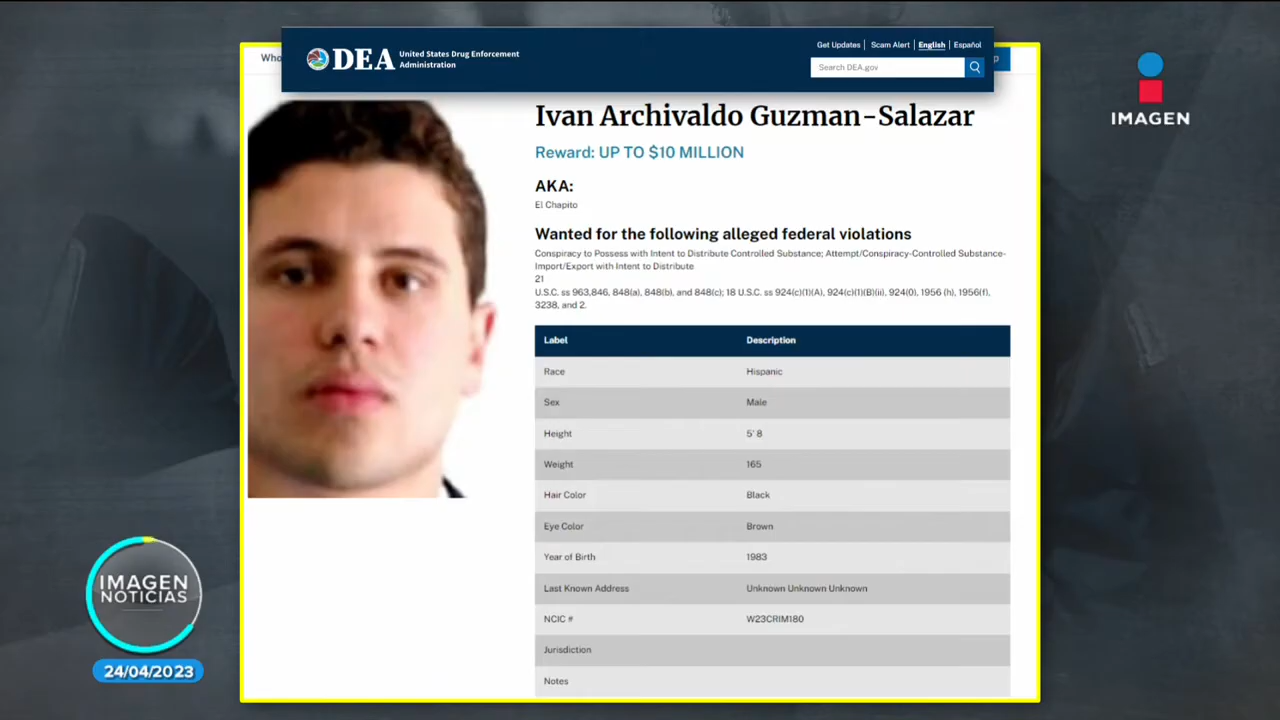 Who
DEA
United States Drug Enforcement
Administration
Get Updates | Scam Alert | English | Español
Search DEA.gov
p
IMAGEN
Ivan Archivaldo Guzman-Salazar
Reward: UP TO $10 MILLION
AKA:
El Chapito
Wanted for the following alleged federal violations
Conspiracy to Possess with Intent to Distribute Controlled Substance; Attempt/Conspiracy-Controlled Substance-
Import/Export with Intent to Distribute
21
U.S.C. ss 963,846, 848(a), 848(b), and 848(c); 18 U.S.C. ss 924(c)(1)(A), 924(c)(1)(B)(ii), 924(0), 1956 (h), 1956(f),
3238, and 2.
Label Description
Race Hispanic
Sex Male
Height 5' 8
Weight 165
Hair Color Black
Eye Color Brown
Year of Birth 1983
Last Known Address Unknown Unknown Unknown
NCIC # W23CRIM180
Jurisdiction
Notes
IMAGEN
NOTICIAS
24/04/2023